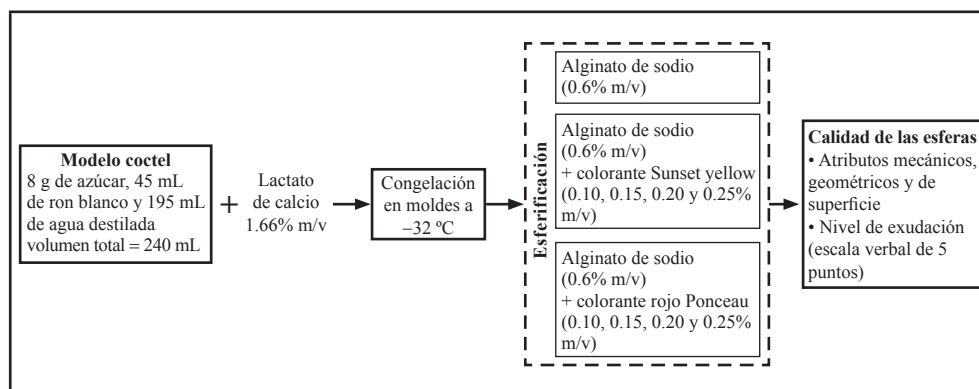 Modelo coctel
8 g de azúcar, 45 mL
de ron blanco y 195 mL
de agua destilada
volumen total = 240 mL
+
Lactato
de calcio
1.66% m/v
Congelación
en moldes a
−32 ºC
Esferificación
Alginato de sodio
(0.6% m/v)
Alginato de sodio
(0.6% m/v)
+ colorante Sunset yellow
(0.10, 0.15, 0.20 y 0.25%
m/v)
Alginato de sodio
(0.6% m/v)
+ colorante rojo Ponceau
(0.10, 0.15, 0.20 y 0.25%
m/v)
Calidad de las esferas
• Atributos mecánicos,
geométricos y de
superficie
• Nivel de exudación
(escala verbal de 5
puntos)